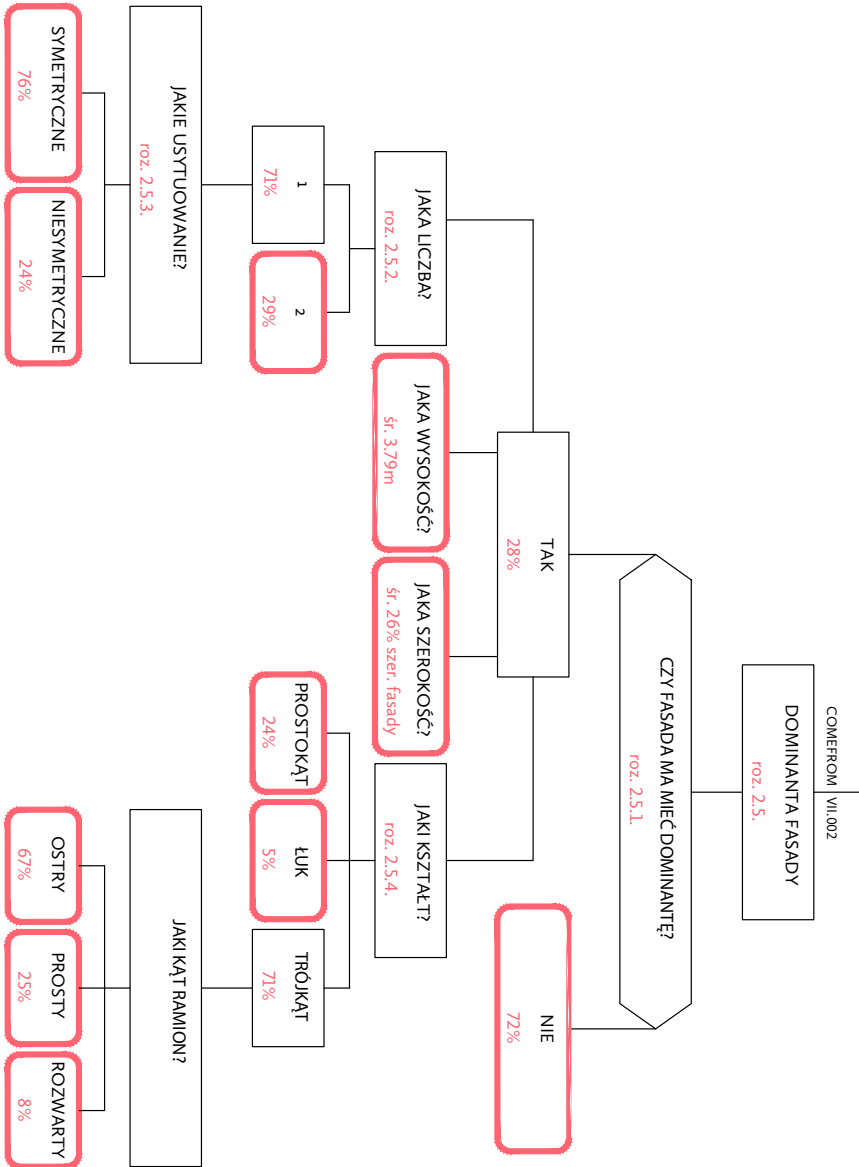 COMEFROM VII.002
DOMINANTA FASADY
roz. 2.5.
CZY FASADA MA MIEĆ DOMINANTĘ?
roz. 2.5.1.
TAK
28%
NIE
72%
JAKA LICZBA?
roz. 2.5.2.
JAKA WYSOKOŚĆ?
śr. 3.79m
JAKA SZEROKOŚĆ?
śr. 26% szer. fasady
JAKI KSZTAŁT?
roz. 2.5.4.
1
71%
2
29%
PROSTOKĄT
24%
ŁUK
5%
TRÓJKĄT
71%
JAKIE USYTUOWANIE?
roz. 2.5.3.
JAKI KĄT RAMION?
SYMETRYCZNE
76%
NIESYMETRYCZNE
24%
OSTRY
67%
PROSTY
25%
ROZWARTY
8%